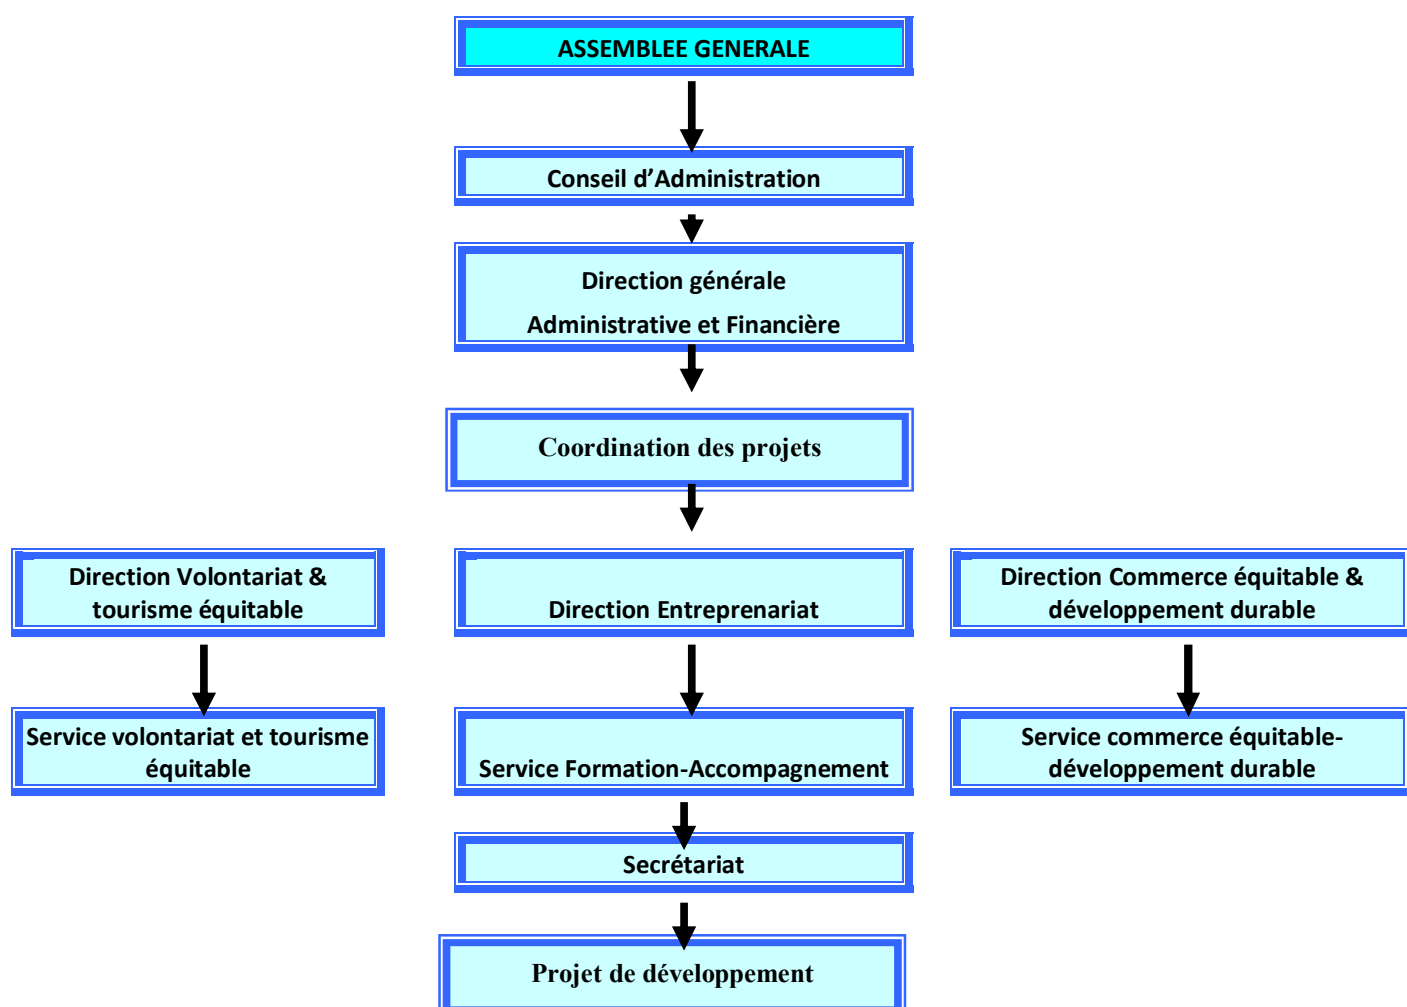 ASSEMBLEE GENERALE
Conseil d’Administration
Direction générale
Administrative et Financière
Coordination des projets
Direction Volontariat &
tourisme équitable
Direction Entreprenariat
Direction Commerce équitable &
développement durable
Service volontariat et tourisme
équitable
Service Formation-Accompagnement
Service commerce équitable-
développement durable
Secrétariat
Projet de développement